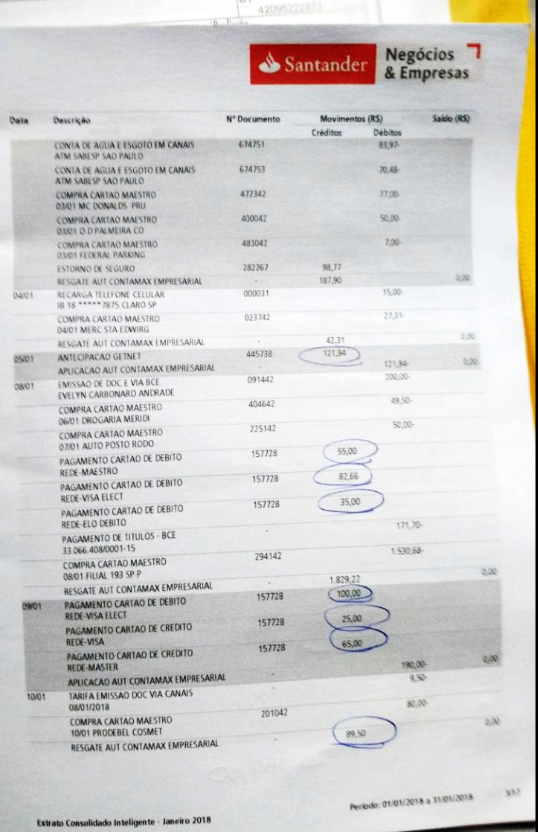 42095222873
Santander
Negócios
& Empresas
Data Descrição Nº Documento Movimentos (R$) Saldo (R$)
Créditos Débitos
CONTA DE AGUA E ESGOTO EM CANAIS 674751 83,97-
ATM SABESP SAO PAULO
CONTA DE AGUA E ESGOTO EM CANAIS 674753 70,48-
ATM SABESP SAO PAULO
COMPRA CARTAO MAESTRO 472342 77,00-
03/01 MC DONALDS PRU
COMPRA CARTAO MAESTRO 400042 50,00-
03/01 O D PALMEIRA CO
COMPRA CARTAO MAESTRO 483042 7,00-
03/01 FEDERAL PARKING
ESTORNO DE SEGURO 282267 98,77
RESGATE AUT CONTAMAX EMPRESARIAL - 187,90 0,00
04/01 RECARGA TELEFONE CELULAR 000031 15,00-
IB 18 *****7875 CLARO SP
COMPRA CARTAO MAESTRO 023742 27,31-
04/01 MERC STA EDWIRG
RESGATE AUT CONTAMAX EMPRESARIAL - 42,31 0,00
05/01 ANTECIPACAO GETNET 445738 121,94
APLICACAO AUT CONTAMAX EMPRESARIAL - 121,94- 0,00
08/01 EMISSAO DE DOC E VIA BCE 091442 200,00-
EVELYN CARBONARO ANDRADE
COMPRA CARTAO MAESTRO 404642 49,50-
06/01 DROGARIA MERIDI
COMPRA CARTAO MAESTRO 225142 50,00-
07/01 AUTO POSTO RODO
PAGAMENTO CARTAO DE DEBITO 157728 55,00
REDE-MAESTRO
PAGAMENTO CARTAO DE DEBITO 157728 82,66
REDE-VISA ELECT
PAGAMENTO CARTAO DE DEBITO 157728 35,00
REDE-ELO DEBITO
PAGAMENTO DE TITULOS - BCE - 171,70-
33.066.408/0001-15
COMPRA CARTAO MAESTRO 294142 1.530,68-
08/01 FILIAL 193 SP P
RESGATE AUT CONTAMAX EMPRESARIAL - 1.829,22 0,00
09/01 PAGAMENTO CARTAO DE DEBITO 157728 100,00
REDE-VISA ELECT
PAGAMENTO CARTAO DE CREDITO 157728 25,00
REDE-VISA
PAGAMENTO CARTAO DE CREDITO 157728 65,00
REDE-MASTER
APLICACAO AUT CONTAMAX EMPRESARIAL - 190,00- 0,00
10/01 TARIFA EMISSAO DOC VIA CANAIS - 9,50-
08/01/2018
COMPRA CARTAO MAESTRO 201042 80,00-
10/01 PRODEBEL COSMET
RESGATE AUT CONTAMAX EMPRESARIAL - 89,50 0,00
Extrato Consolidado Inteligente - Janeiro 2018 Período: 01/01/2018 a 31/01/2018